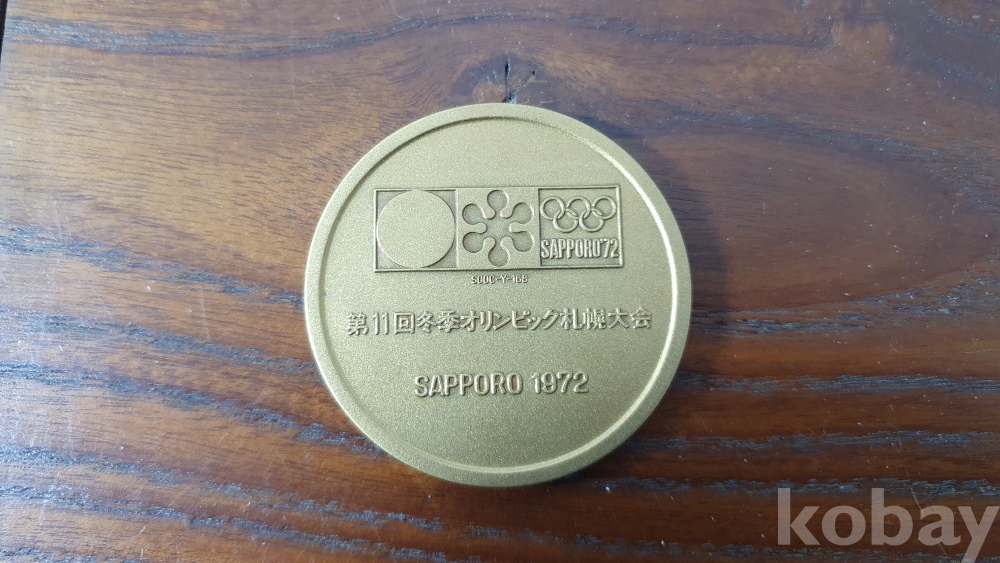 SAPPORO'72
SOOC-Y-168
第11回冬季オリンピック札幌大会
SAPPORO 1972
kobay